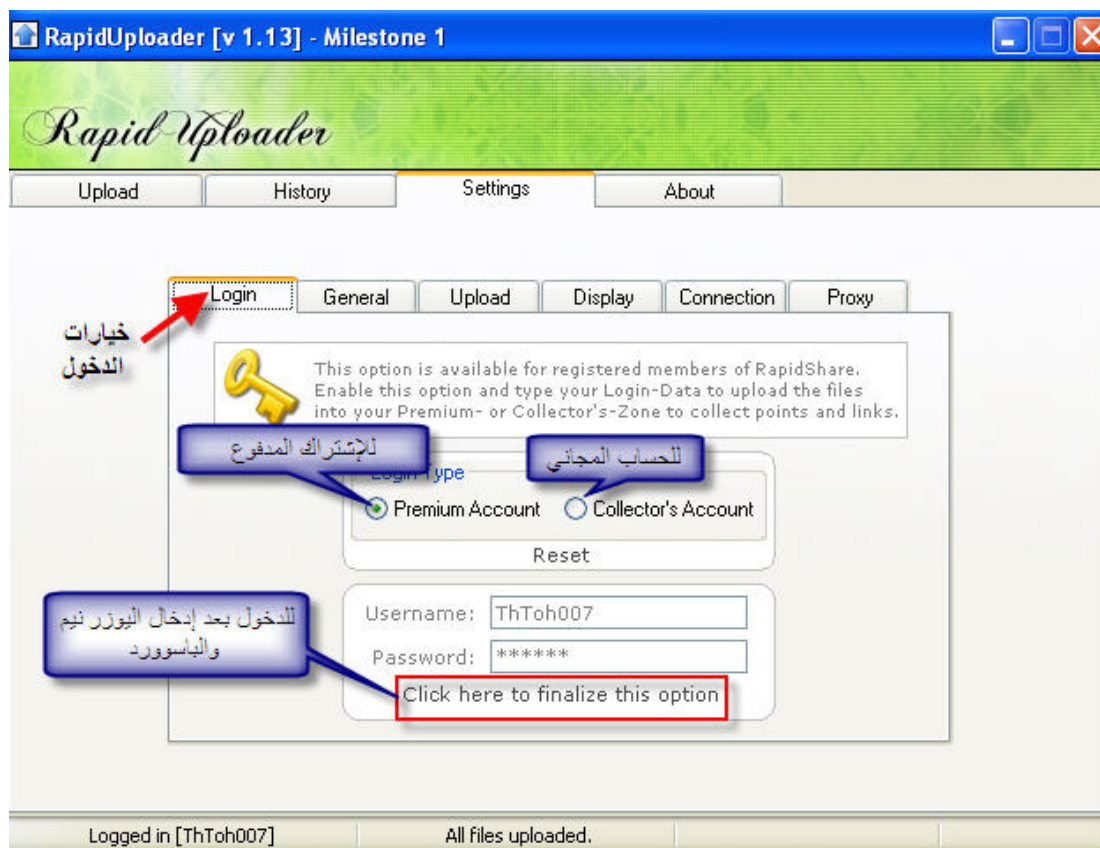 RapidUploader [v 1.13] - Milestone 1
Rapid Uploader
Upload
History
Settings
About
Login
General
Upload
Display
Connection
Proxy
خيارات
الدخول
This option is available for registered members of RapidShare.
Enable this option and type your Login-Data to upload the files
into your Premium- or Collector's-Zone to collect points and links.
للإشتراك المدفوع
للحساب المجاني
Login Type
Premium Account
Collector's Account
Reset
للدخول بعد إدخال اليوزر نيم
والباسوورد
Username: ThToh007
Password: ******
Click here to finalize this option
Logged in [ThToh007]
All files uploaded.